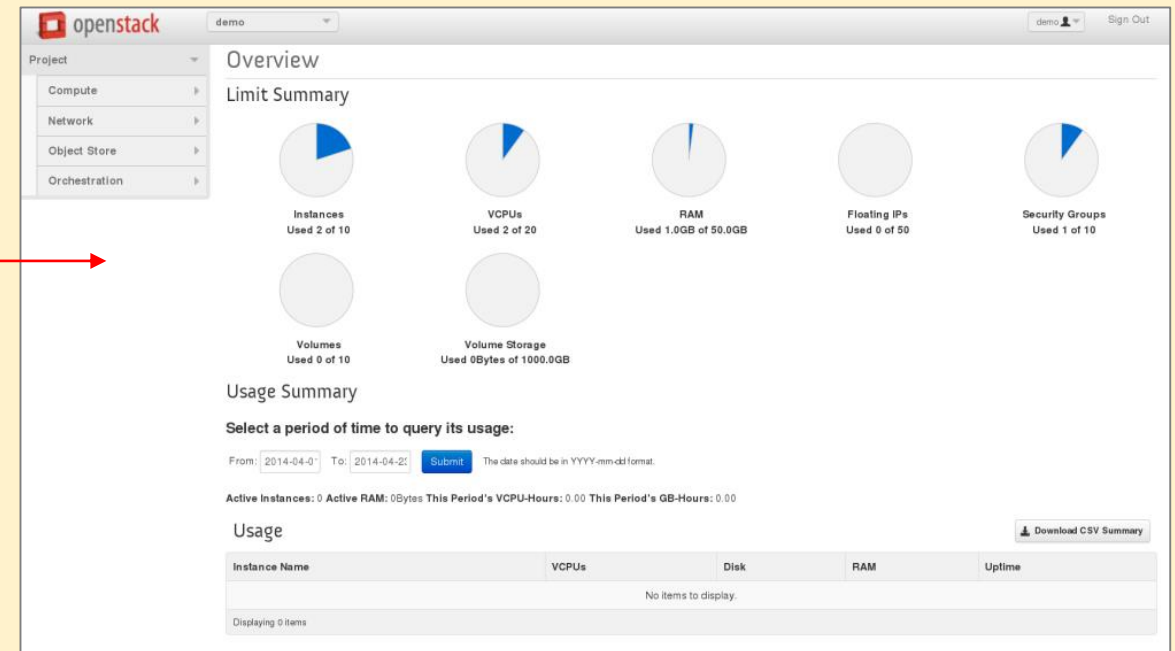 openstack demo demo Sign Out
Project
Compute
Network
Object Store
Orchestration
Overview
Limit Summary
Instances
Used 2 of 10
VCPUs
Used 2 of 20
RAM
Used 1.0GB of 50.0GB
Floating IPs
Used 0 of 50
Security Groups
Used 1 of 10
Volumes
Used 0 of 10
Volume Storage
Used 0Bytes of 1000.0GB
Usage Summary
Select a period of time to query its usage:
From: To: Submit The date should be in YYYY-mm-dd format.
Active Instances: 0 Active RAM: 0Bytes This Period's VCPU-Hours: 0.00 This Period's GB-Hours: 0.00
Usage Download CSV Summary
Instance Name VCPUs Disk RAM Uptime
No items to display.
Displaying 0 items